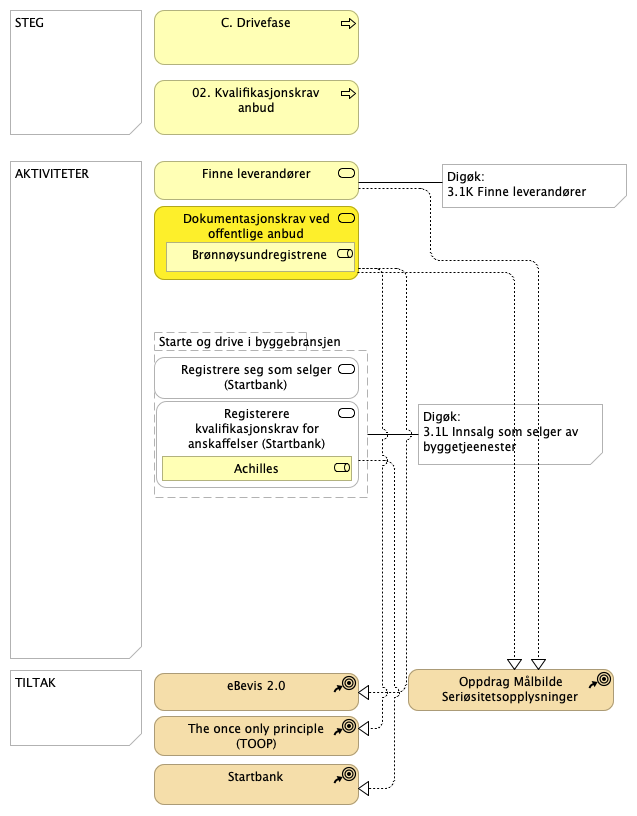 STEG
C. Drivefase
02. Kvalifikasjonskrav
anbud
AKTIVITETER
Finne leverandører
Digøk:
3.1K Finne leverandører
Dokumentasjonskrav ved
offentlige anbud
Brønnøysundregistrene
Starte og drive i byggebransjen
Registrere seg som selger
(Startbank)
Registerere
kvalifikasjonskrav for
anskaffelser (Startbank)
Achilles
Digøk:
3.1L Innsalg som selger av
byggetjeenester
TILTAK
eBevis 2.0
Oppdrag Målbilde
Seriøsitetsopplysninger
The once only principle
(TOOP)
Startbank